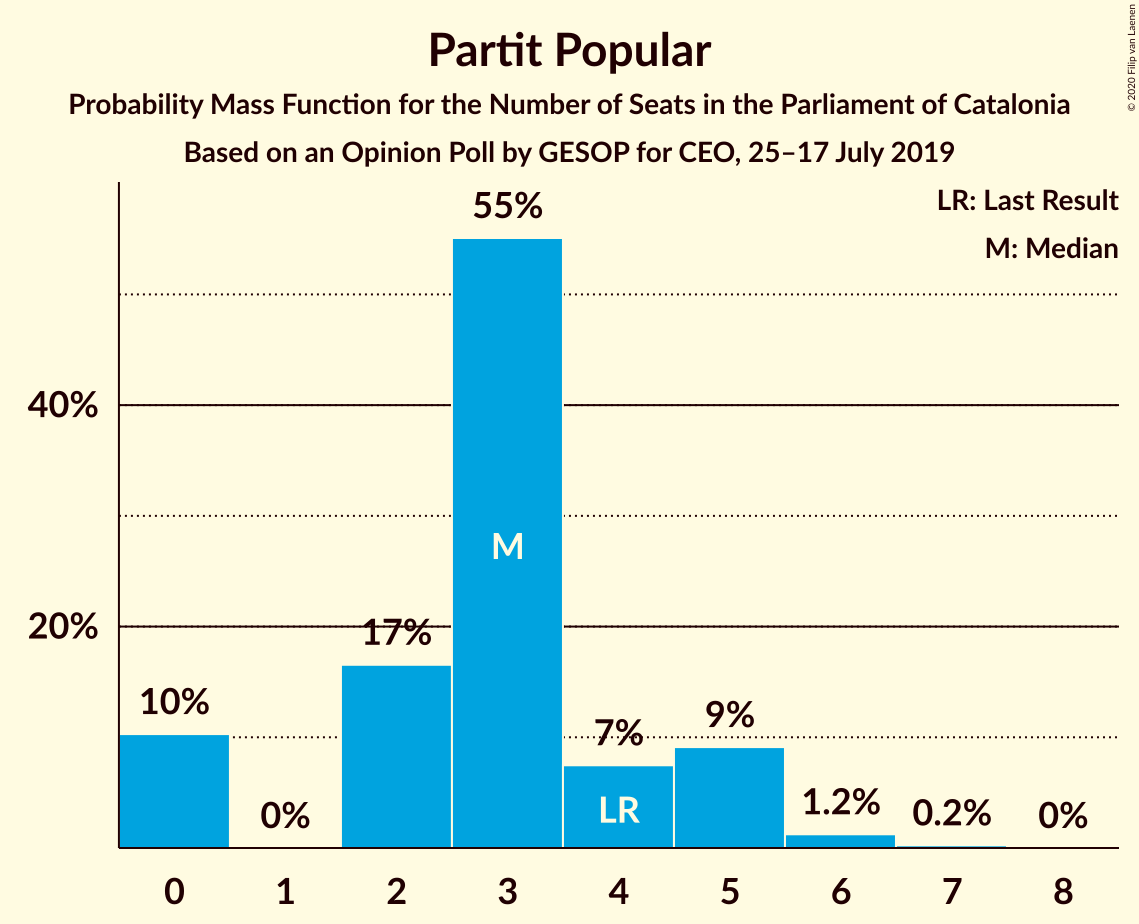 Partit Popular
Probability Mass Function for the Number of Seats in the Parliament of Catalonia
Based on an Opinion Poll by GESOP for CEO, 25–17 July 2019
© 2020 Filip van Laenen
LR: Last Result
M: Median
55%
40%
M
20%
17%
10%
9%
7%
LR
1.2%
0.2%
0%
0%
0 1 2 3 4 5 6 7 8